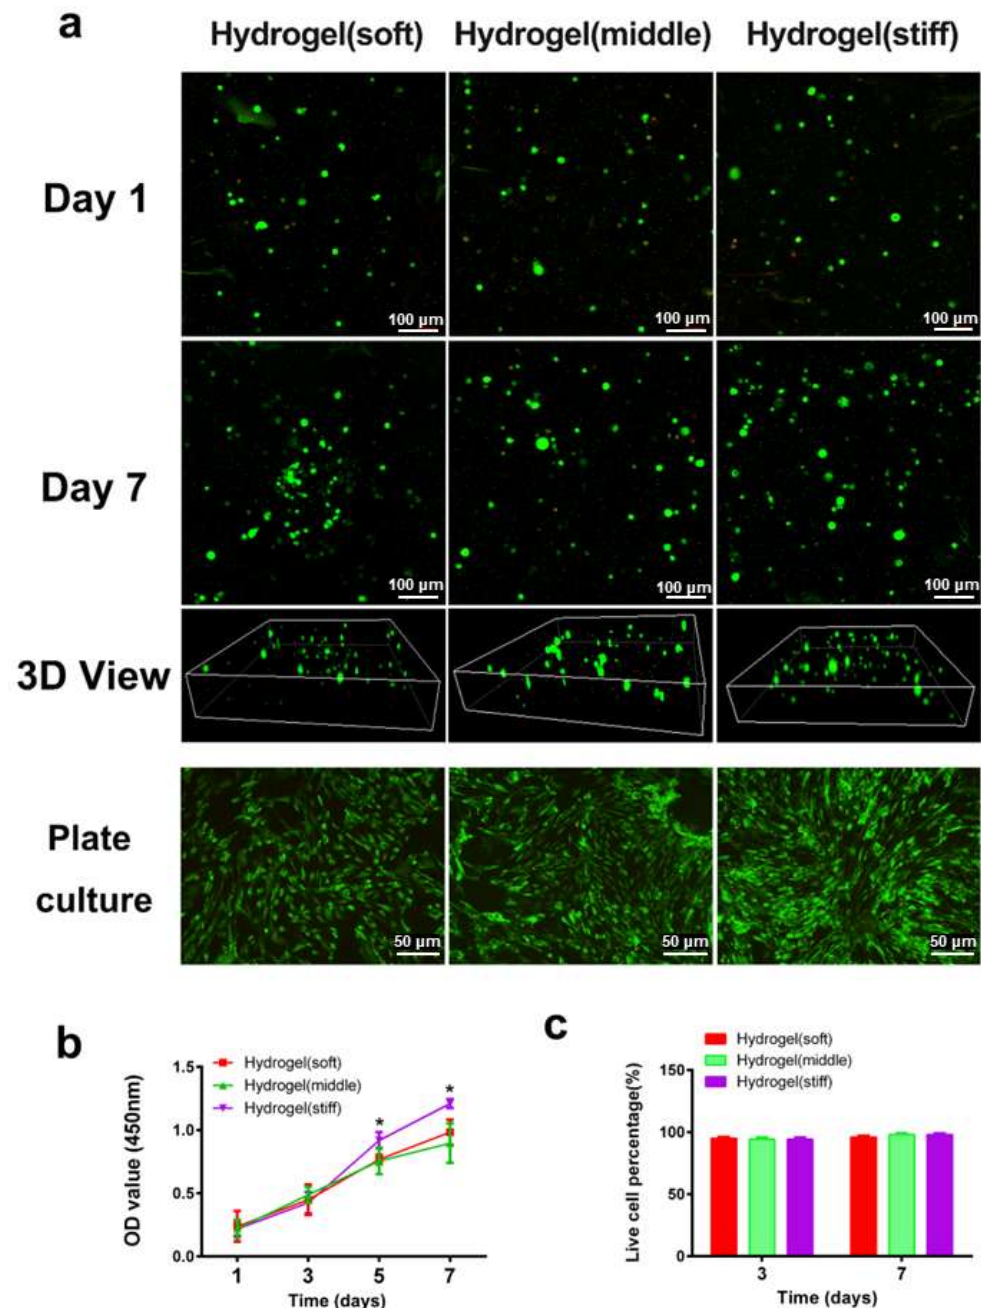 a
Hydrogel(soft) Hydrogel(middle) Hydrogel(stiff)
Day 1
100 µm 100 µm 100 µm
Day 7
100 µm 100 µm 100 µm
3D View
Plate
culture
50 µm 50 µm 50 µm
b
Hydrogel(soft)
Hydrogel(middle)
Hydrogel(stiff)
OD value (450nm)
1.5
1.0
0.5
0.0
* *
1 3 5 7
Time (days)
c
Hydrogel(soft)
Hydrogel(middle)
Hydrogel(stiff)
Live cell percentage(%)
150
100
50
0
3 7
Time (days)